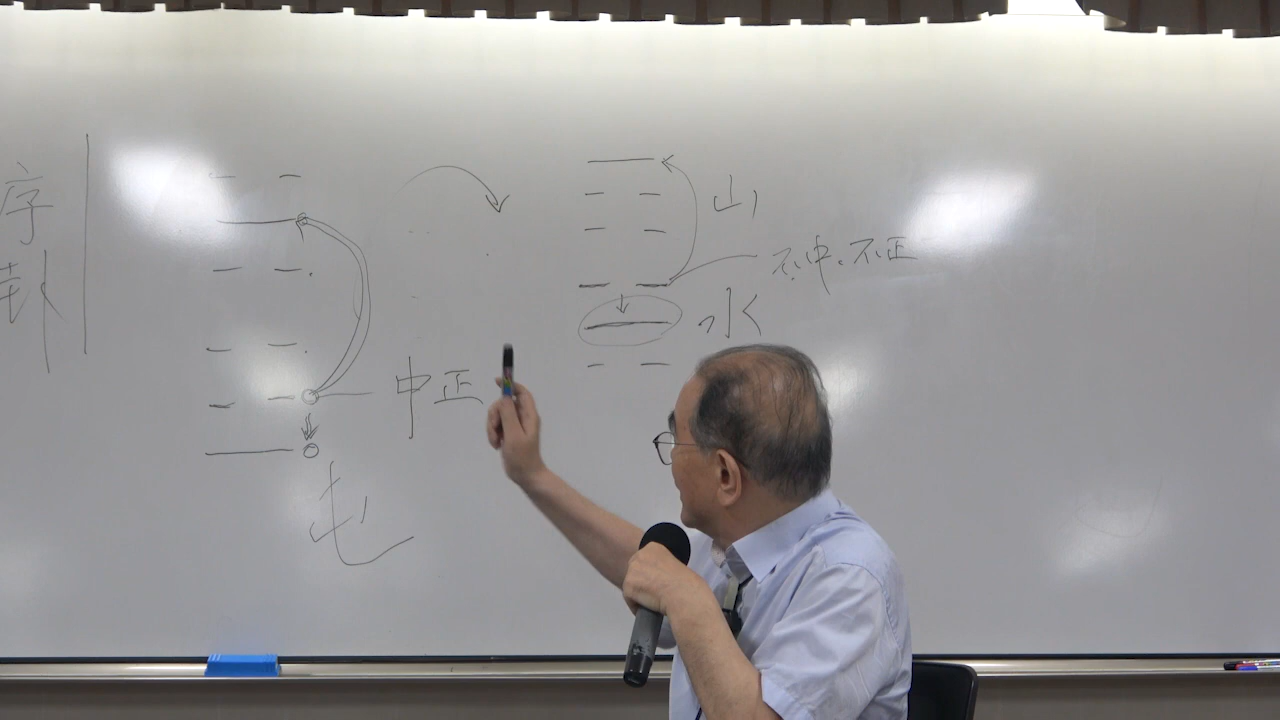 序卦
中正
屯
山
不中、不正
水